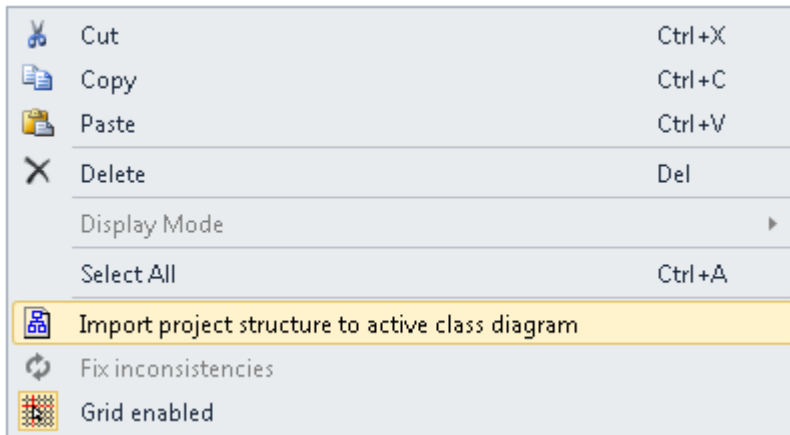 Cut Ctrl+X
Copy Ctrl+C
Paste Ctrl+V
Delete Del
Display Mode
Select All Ctrl+A
Import project structure to active class diagram
Fix inconsistencies
Grid enabled